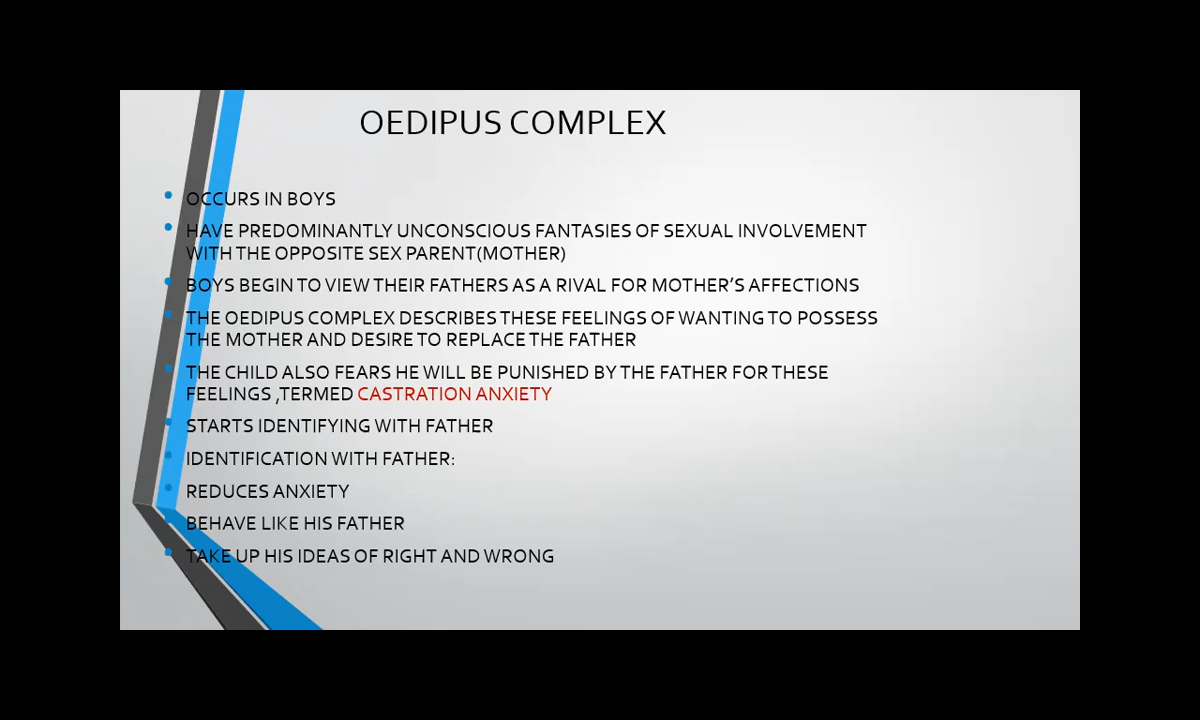 OEDIPUS COMPLEX
• OCCURS IN BOYS
• HAVE PREDOMINANTLY UNCONSCIOUS FANTASIES OF SEXUAL INVOLVEMENT
WITH THE OPPOSITE SEX PARENT(MOTHER)
• BOYS BEGIN TO VIEW THEIR FATHERS AS A RIVAL FOR MOTHER’S AFFECTIONS
• THE OEDIPUS COMPLEX DESCRIBES THESE FEELINGS OF WANTING TO POSSESS
THE MOTHER AND DESIRE TO REPLACE THE FATHER
• THE CHILD ALSO FEARS HE WILL BE PUNISHED BY THE FATHER FOR THESE
FEELINGS ,TERMED CASTRATION ANXIETY
• STARTS IDENTIFYING WITH FATHER
• IDENTIFICATION WITH FATHER:
• REDUCES ANXIETY
• BEHAVE LIKE HIS FATHER
• TAKE UP HIS IDEAS OF RIGHT AND WRONG